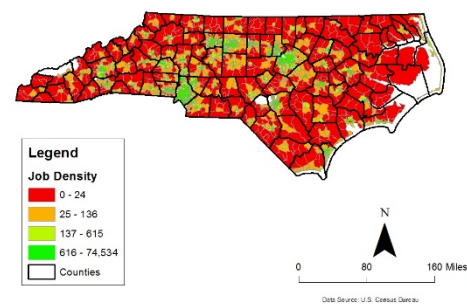 Legend
Job Density
0 - 24
25 - 136
137 - 615
616 - 74,534
Counties
N
0 80 160 Miles
Data Source: U.S. Census Bureau